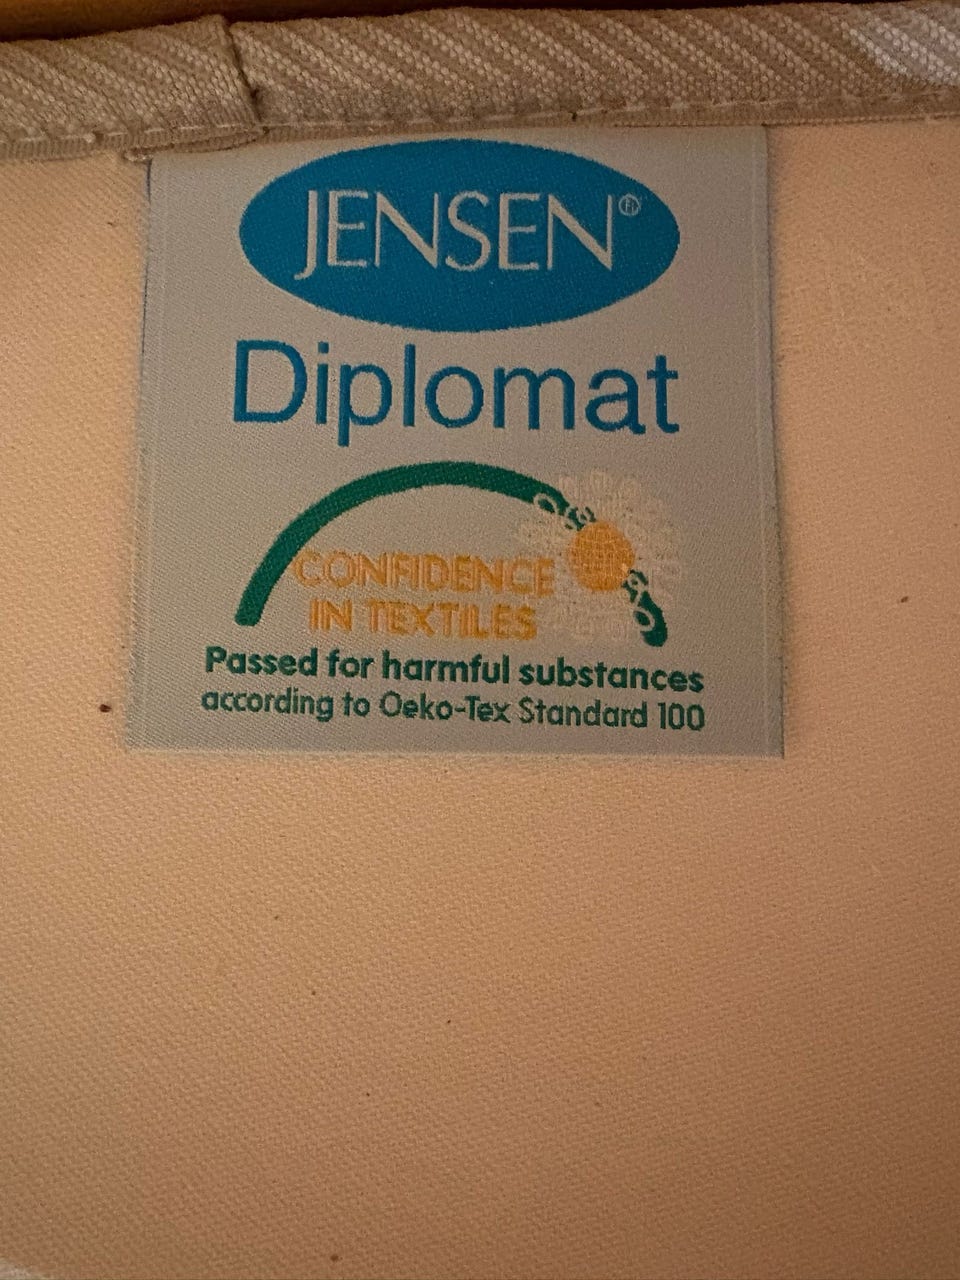 JENSEN®
Diplomat
CONFIDENCE
IN TEXTILES
Passed for harmful substances
according to Oeko-Tex Standard 100